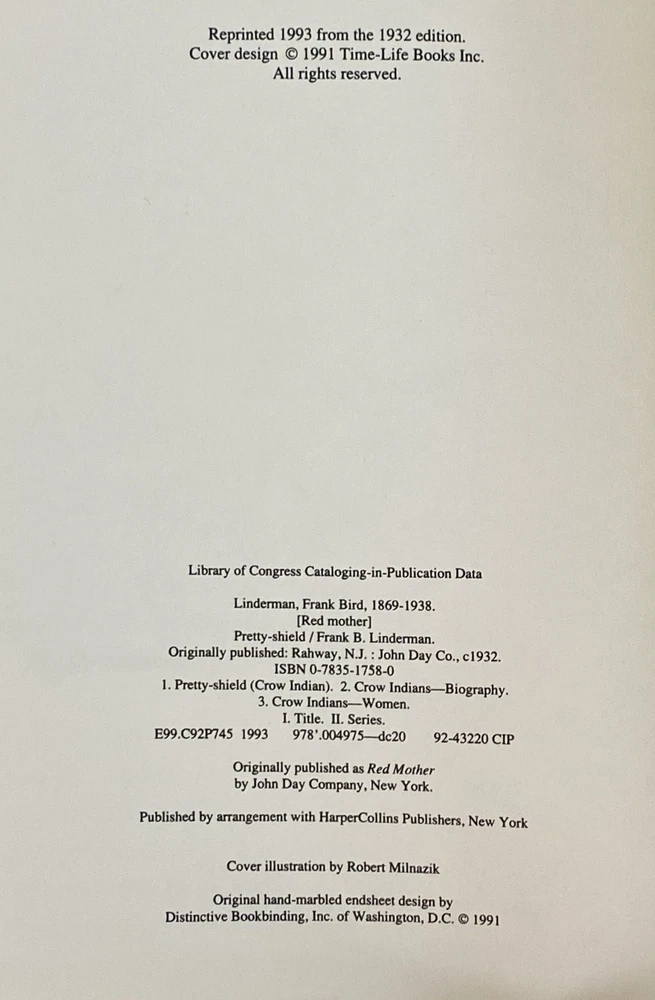 Reprinted 1993 from the 1932 edition.
Cover design © 1991 Time-Life Books Inc.
All rights reserved.
Library of Congress Cataloging-in-Publication Data
Linderman, Frank Bird, 1869-1938.
[Red mother]
Pretty-shield / Frank B. Linderman.
Originally published: Rahway, N.J. : John Day Co., c1932.
ISBN 0-7835-1758-0
1. Pretty-shield (Crow Indian). 2. Crow Indians—Biography.
3. Crow Indians—Women.
I. Title. II. Series.
E99.C92P745 1993 978'.004975—dc20 92-43220 CIP
Originally published as Red Mother
by John Day Company, New York.
Published by arrangement with HarperCollins Publishers, New York
Cover illustration by Robert Milnazik
Original hand-marbled endsheet design by
Distinctive Bookbinding, Inc. of Washington, D.C. © 1991